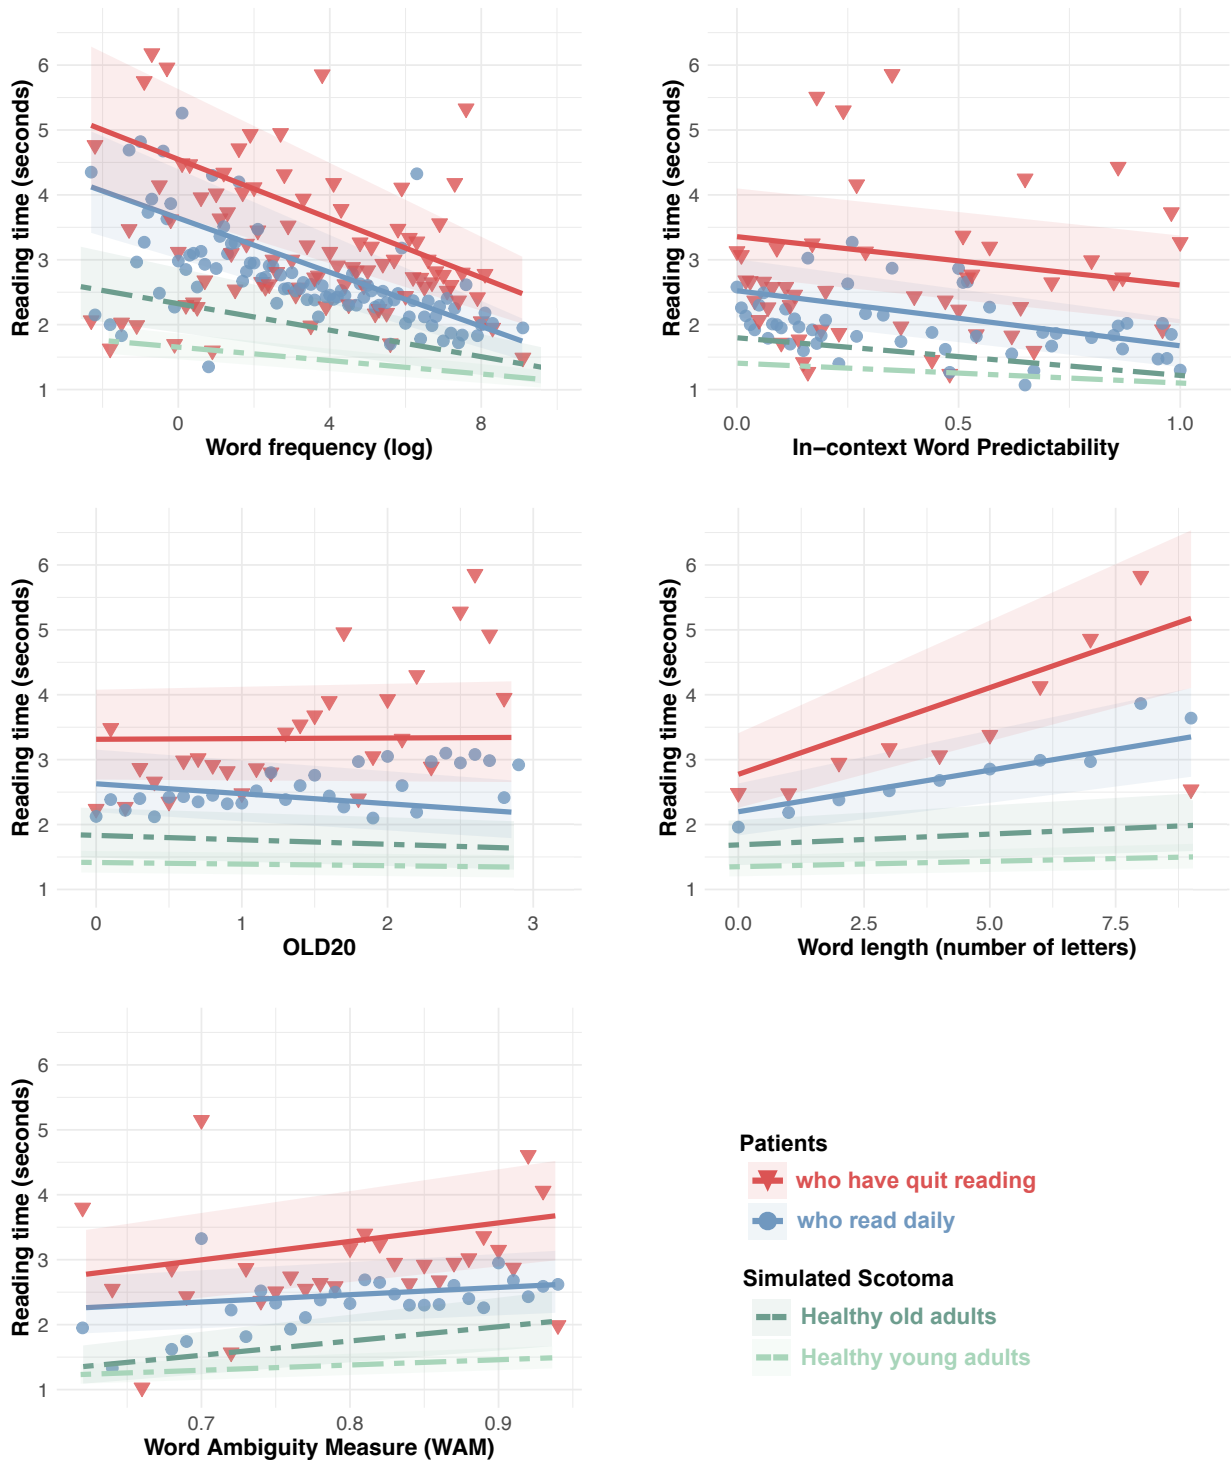 Reading time (seconds)
6
5
4
3
2
1
0
4
8
Word frequency (log)
Reading time (seconds)
6
5
4
3
2
1
0.0
0.5
1.0
In−context Word Predictability
Reading time (seconds)
6
5
4
3
2
1
0
1
2
3
OLD20
Reading time (seconds)
6
5
4
3
2
1
0.0
2.5
5.0
7.5
Word length (number of letters)
Reading time (seconds)
6
5
4
3
2
1
0.7
0.8
0.9
Word Ambiguity Measure (WAM)
Patients
who have quit reading
who read daily
Simulated Scotoma
Healthy old adults
Healthy young adults